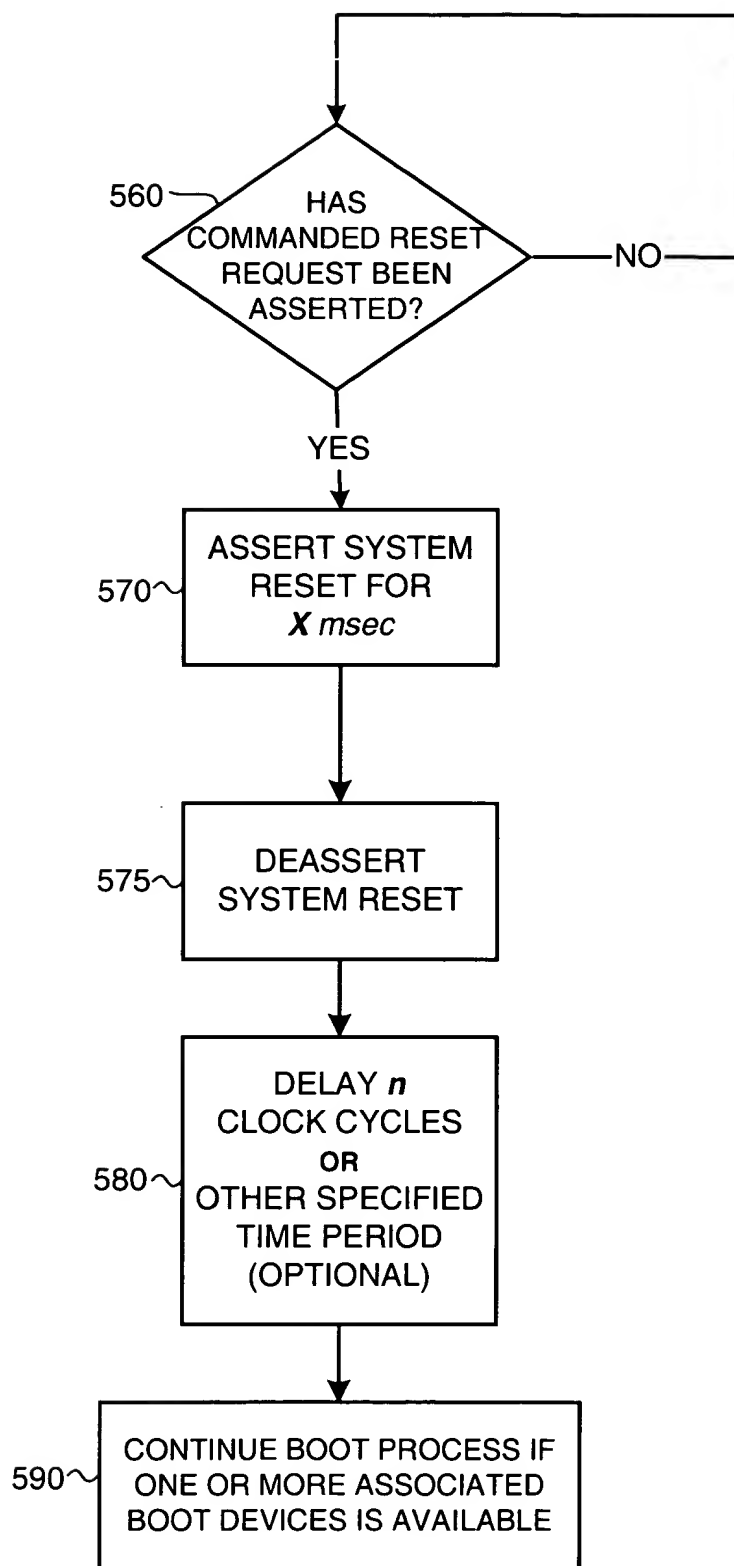 560
HAS
COMMANDED RESET
REQUEST BEEN
ASSERTED?
NO
YES
570
ASSERT SYSTEM
RESET FOR
X msec
575
DEASSERT
SYSTEM RESET
580
DELAY n
CLOCK CYCLES
OR
OTHER SPECIFIED
TIME PERIOD
(OPTIONAL)
590
CONTINUE BOOT PROCESS IF
ONE OR MORE ASSOCIATED
BOOT DEVICES IS AVAILABLE